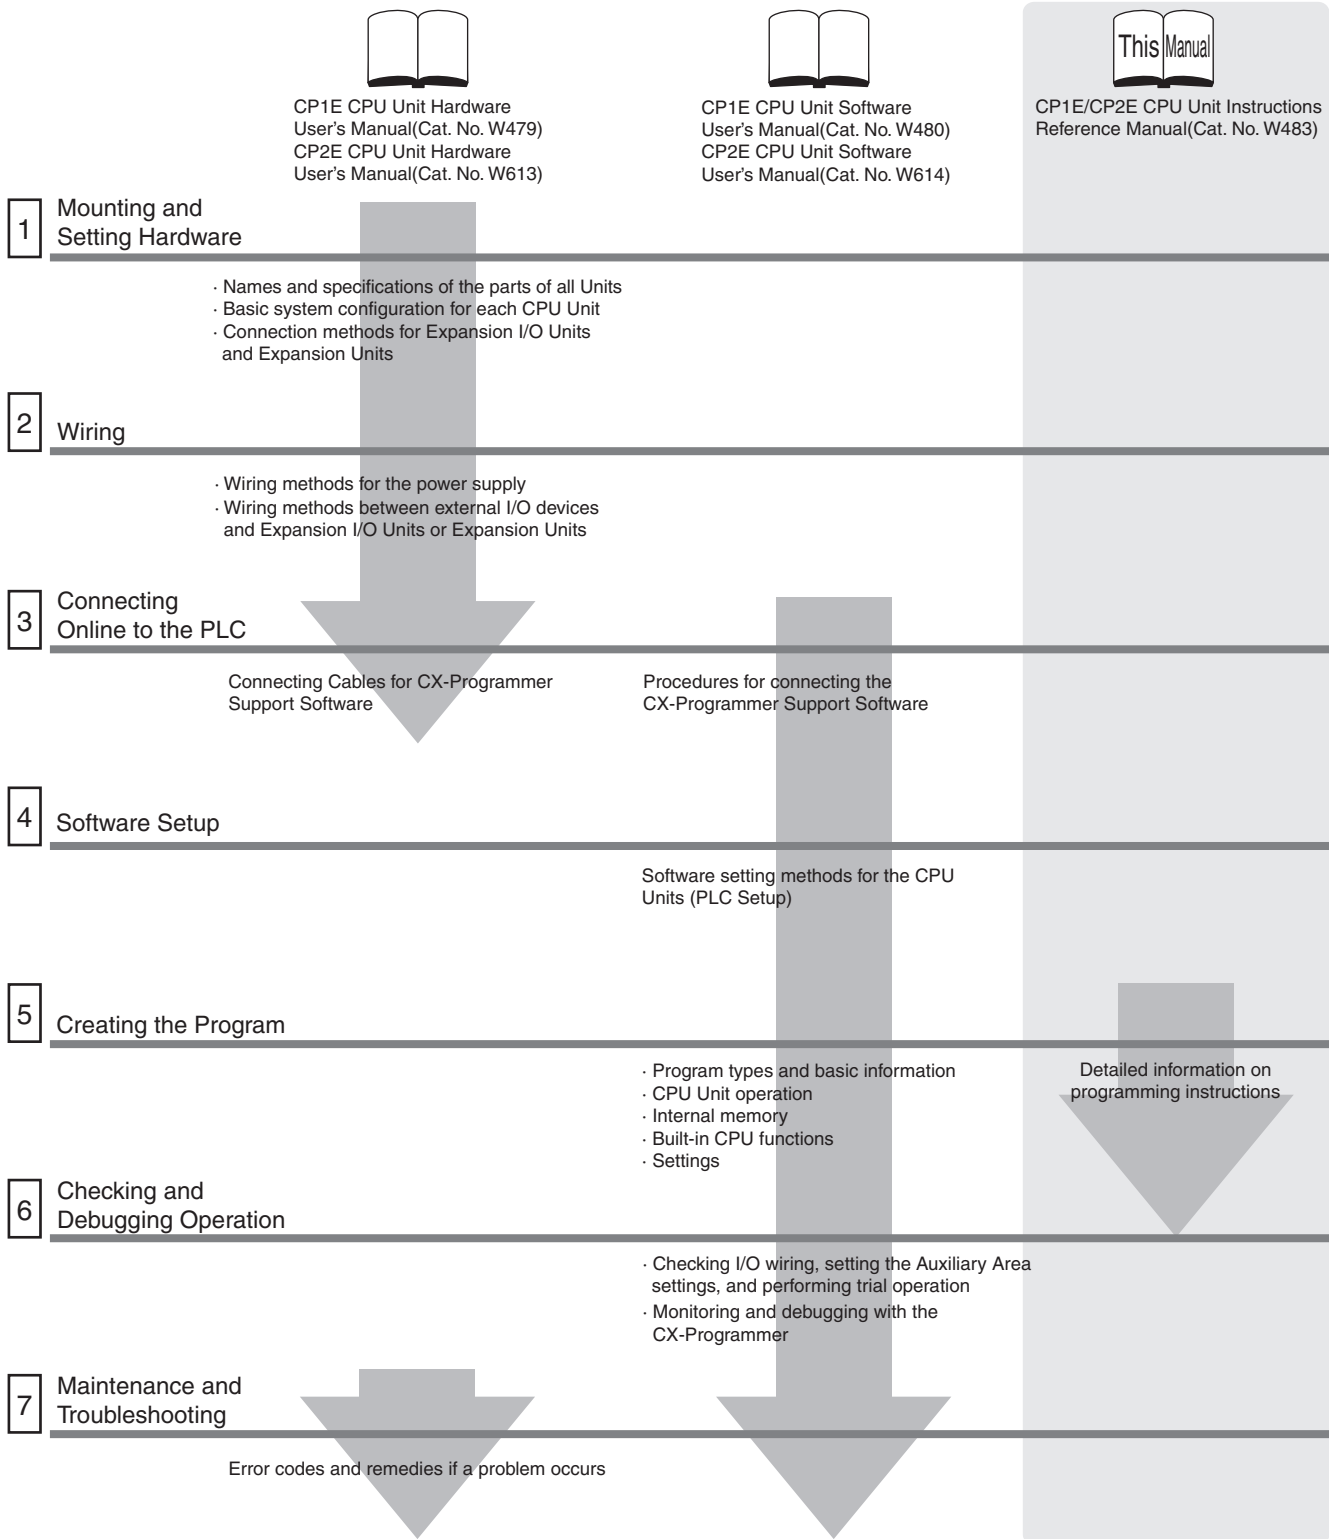 This Manual
CP1E CPU Unit Hardware
User's Manual(Cat. No. W479)
CP2E CPU Unit Hardware
User's Manual(Cat. No. W613)
CP1E CPU Unit Software
User's Manual(Cat. No. W480)
CP2E CPU Unit Software
User's Manual(Cat. No. W614)
CP1E/CP2E CPU Unit Instructions
Reference Manual(Cat. No. W483)
1
Mounting and
Setting Hardware
· Names and specifications of the parts of all Units
· Basic system configuration for each CPU Unit
· Connection methods for Expansion I/O Units
and Expansion Units
2
Wiring
· Wiring methods for the power supply
· Wiring methods between external I/O devices
and Expansion I/O Units or Expansion Units
3
Connecting
Online to the PLC
Connecting Cables for CX-Programmer
Support Software
Procedures for connecting the
CX-Programmer Support Software
4
Software Setup
Software setting methods for the CPU
Units (PLC Setup)
5
Creating the Program
· Program types and basic information
· CPU Unit operation
· Internal memory
· Built-in CPU functions
· Settings
Detailed information on
programming instructions
6
Checking and
Debugging Operation
· Checking I/O wiring, setting the Auxiliary Area
settings, and performing trial operation
· Monitoring and debugging with the
CX-Programmer
7
Maintenance and
Troubleshooting
Error codes and remedies if a problem occurs